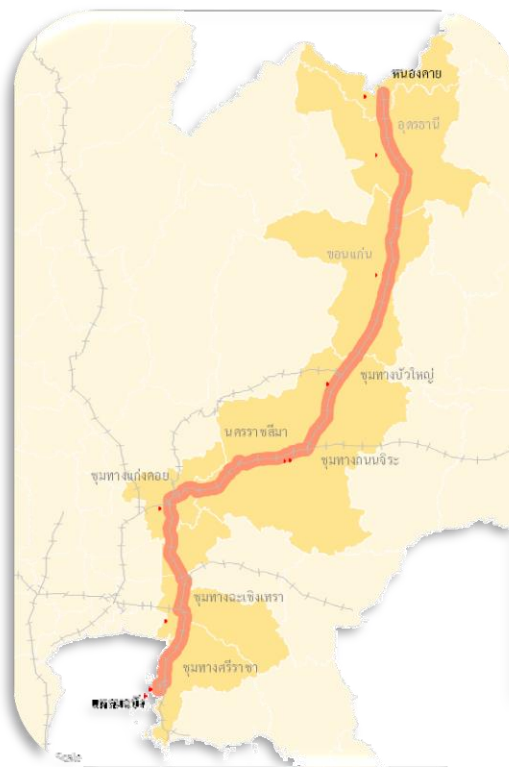 หนองคาย
อุดรธานี
ขอนแก่น
ชุมทางบัวใหญ่
นครราชสีมา
ชุมทางถนนจิระ
ชุมทางแก่งคอย
ชุมทางฉะเชิงเทรา
ชุมทางศรีราชา
Scale